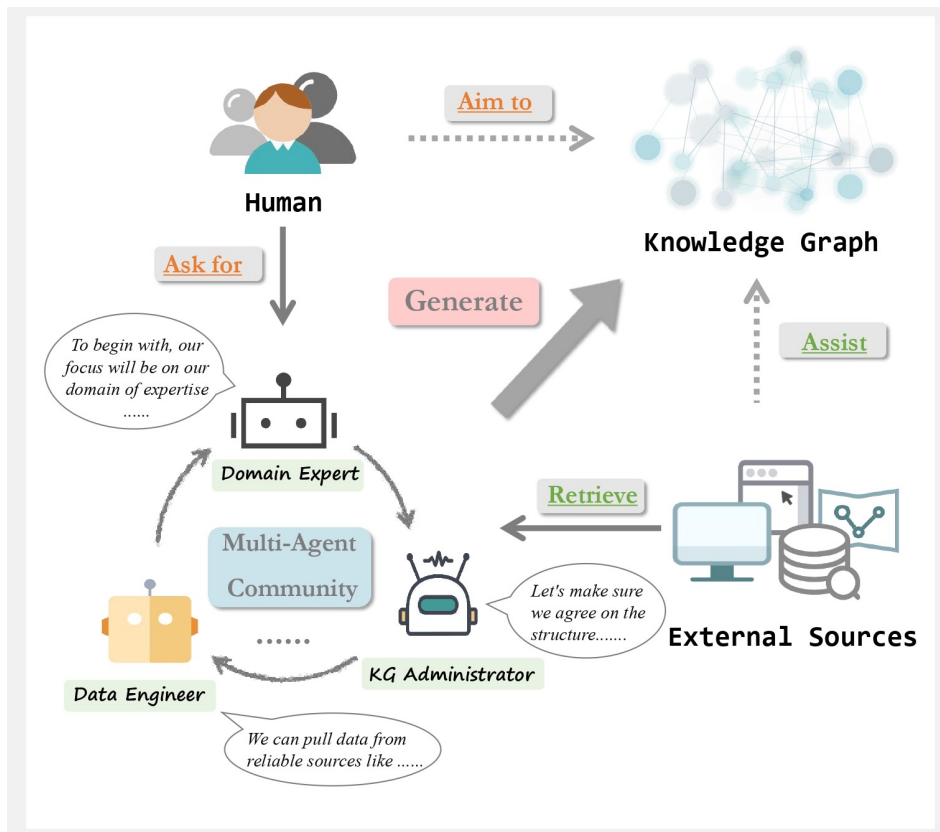 Aim to
Human
Knowledge Graph
Ask for
Generate
To begin with, our
focus will be on our
domain of expertise
......
Assist
Domain Expert
Retrieve
Multi-Agent
Community
......
Let's make sure
we agree on the
structure.......
External Sources
KG Administrator
Data Engineer
We can pull data from
reliable sources like ......